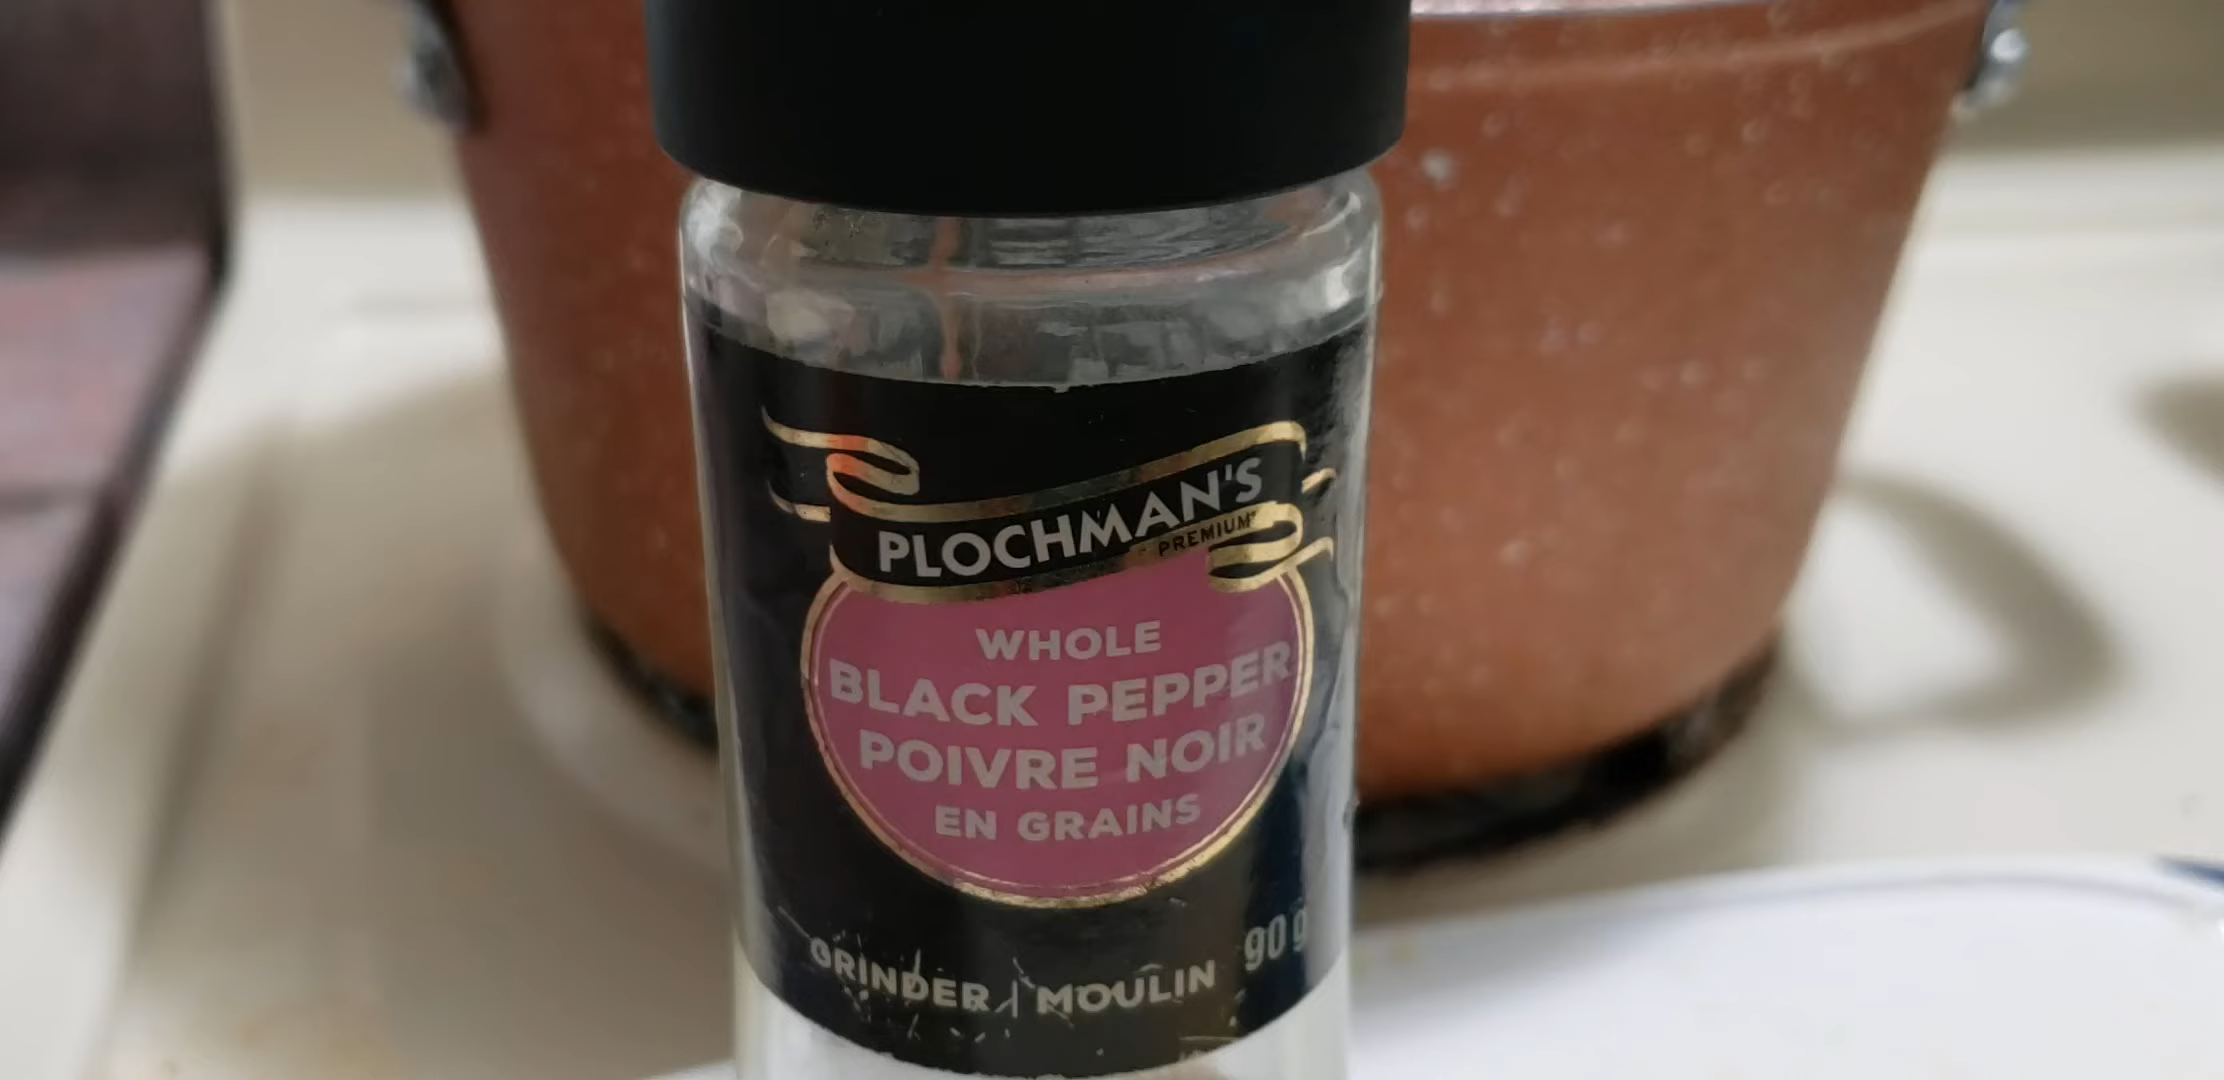 PLOCHMAN'S
PREMIUM
WHOLE
BLACK PEPPER
POIVRE NOIR
EN GRAINS
GRINDER | MOULIN 90 g